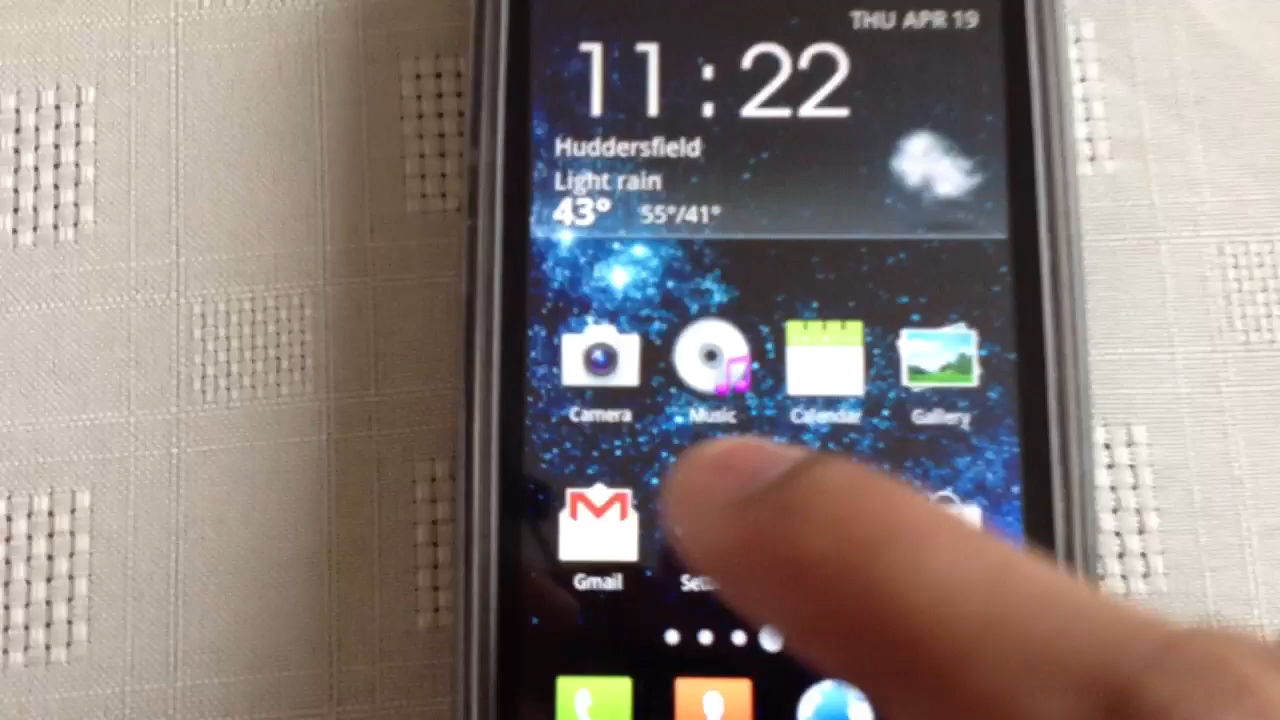 THU APR 19
11:22
Huddersfield
Light rain
43° 55°/41°
Camera Music Calendar Gallery
Gmail